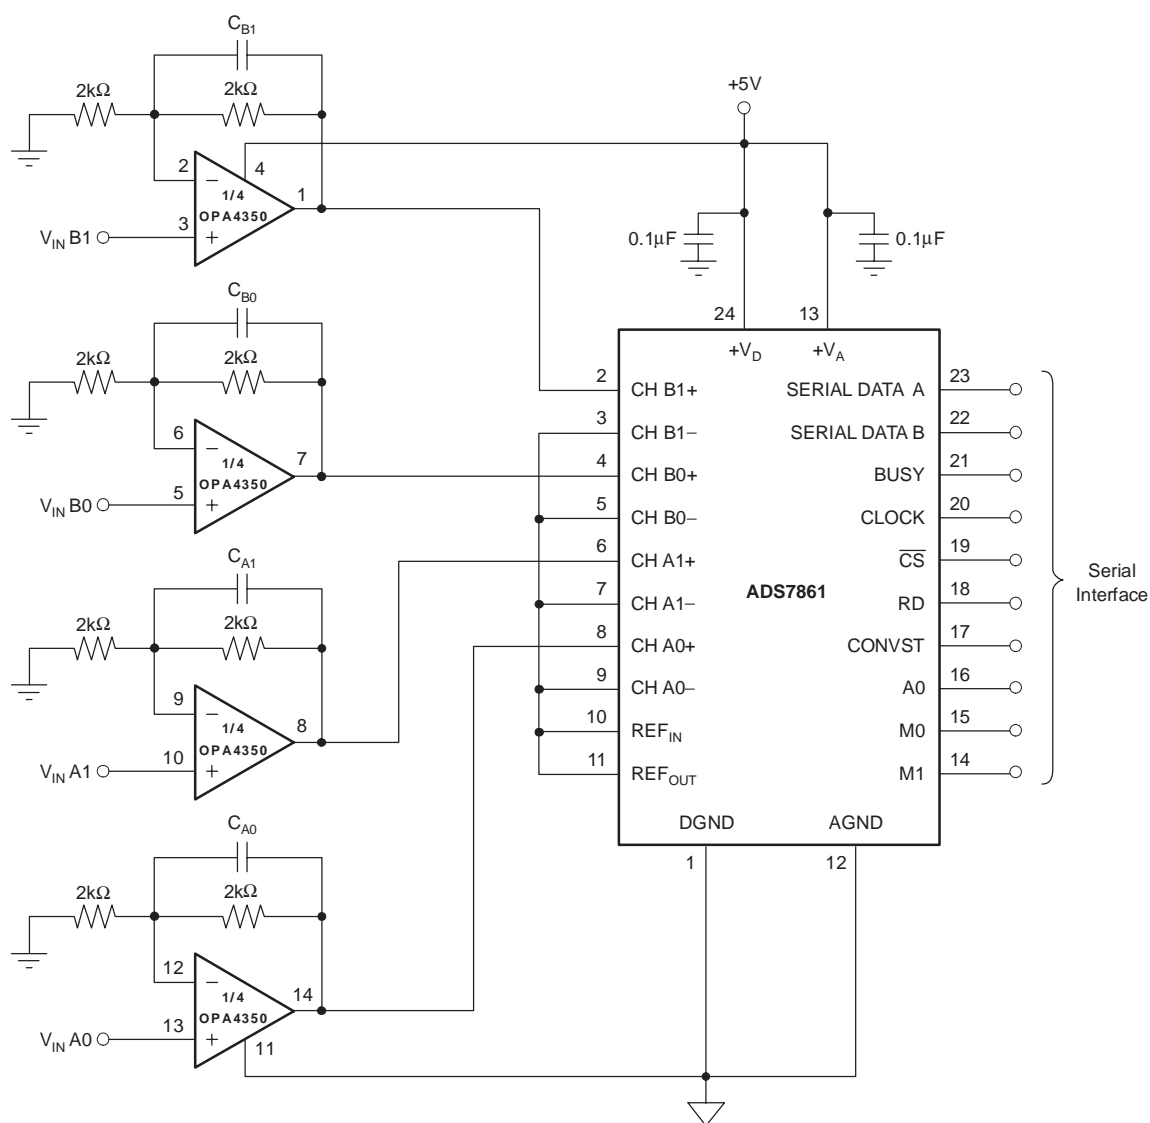 C_B1
2kΩ
2kΩ
2
−
4
1/4
OPA4350
1
3
+
V_IN B1
+5V
0.1μF
0.1μF
C_B0
2kΩ
2kΩ
6
−
1/4
OPA4350
7
5
+
V_IN B0
C_A1
2kΩ
2kΩ
9
−
1/4
OPA4350
8
10
+
V_IN A1
C_A0
2kΩ
2kΩ
12
−
1/4
OPA4350
14
13
+
11
V_IN A0
24
13
+V_D
+V_A
2
CH B1+
3
CH B1−
4
CH B0+
5
CH B0−
6
CH A1+
7
CH A1−
8
CH A0+
9
CH A0−
10
REF_IN
11
REF_OUT
ADS7861
SERIAL DATA A
23
SERIAL DATA B
22
BUSY
21
CLOCK
20
C̅S̅
19
RD
18
CONVST
17
A0
16
M0
15
M1
14
DGND
AGND
1
12
Serial
Interface